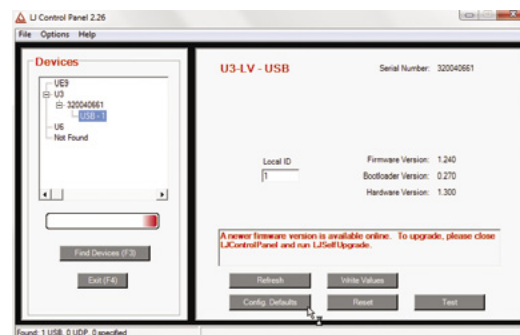 LJ Control Panel 2.26
File Options Help
Devices
UE9
U3
320040661
USB - 1
U6
Not Found
Find Devices (F3)
Exit (F4)
U3-LV - USB
Serial Number: 320040661
Local ID
1
Firmware Version: 1.240
Bootloader Version: 0.270
Hardware Version: 1.300
A newer firmware version is available online. To upgrade, please close
LJControlPanel and run LJSelfUpgrade.
Refresh
Write Values
Config. Defaults
Reset
Test
Found: 1 USB, 0 UDP, 0 specified